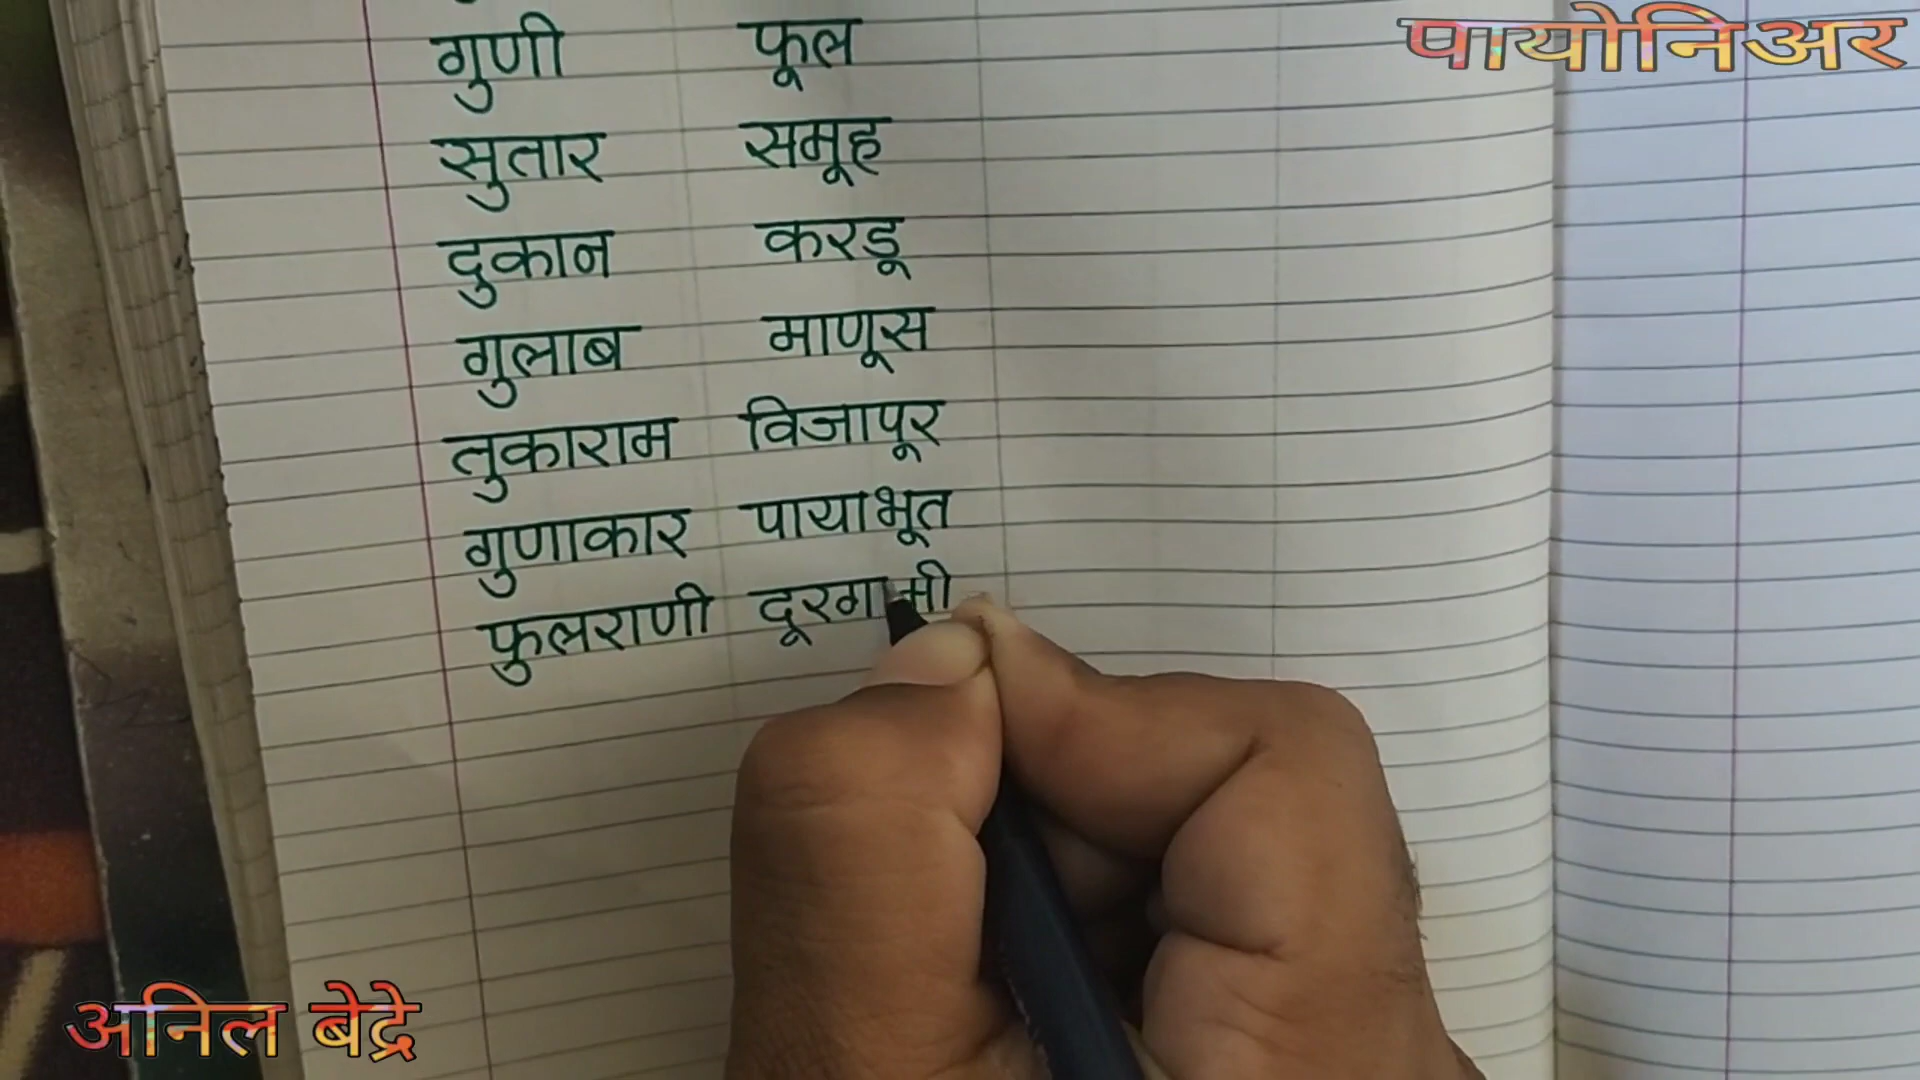 पायोनिअर
गुणी फूल
सुतार समूह
दुकान करडू
गुलाब माणूस
तुकाराम विजापूर
गुणाकार पायाभूत
फुलराणी दूरगामी
अनिल बेद्रे